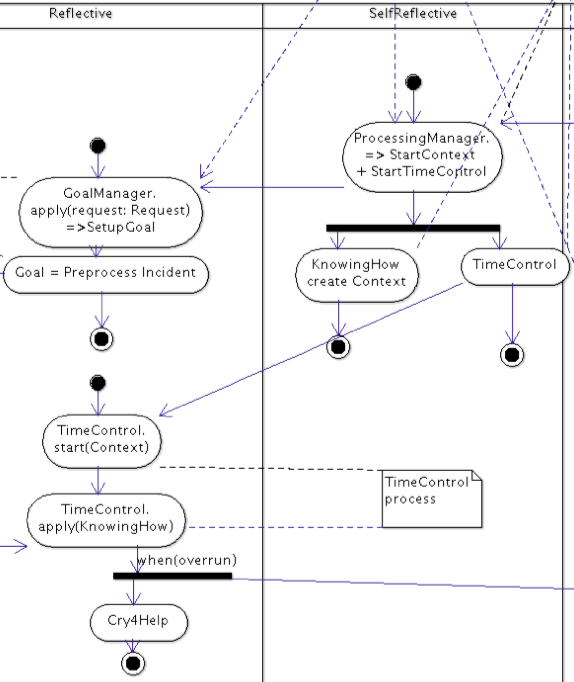 Reflective
SelfReflective
ProcessingManager.
=> StartContext
+ StartTimeControl
GoalManager.
apply(request: Request)
=>SetupGoal
Goal = Preprocess Incident
KnowingHow
create Context
TimeControl
TimeControl.
start(Context)
TimeControl
process
TimeControl.
apply(KnowingHow)
when(overrun)
Cry4Help